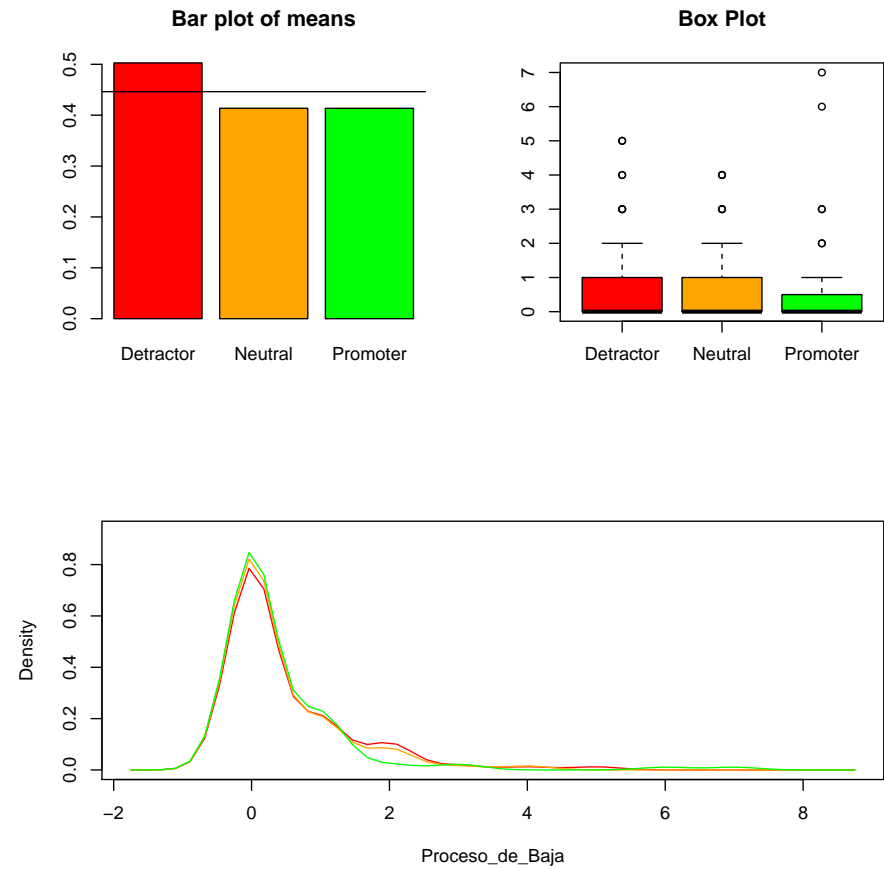 Bar plot of means
0.0 0.1 0.2 0.3 0.4 0.5
Detractor Neutral Promoter
Box Plot
0 1 2 3 4 5 6 7
Detractor Neutral Promoter
Density
0.0 0.2 0.4 0.6 0.8
−2 0 2 4 6 8
Proceso_de_Baja